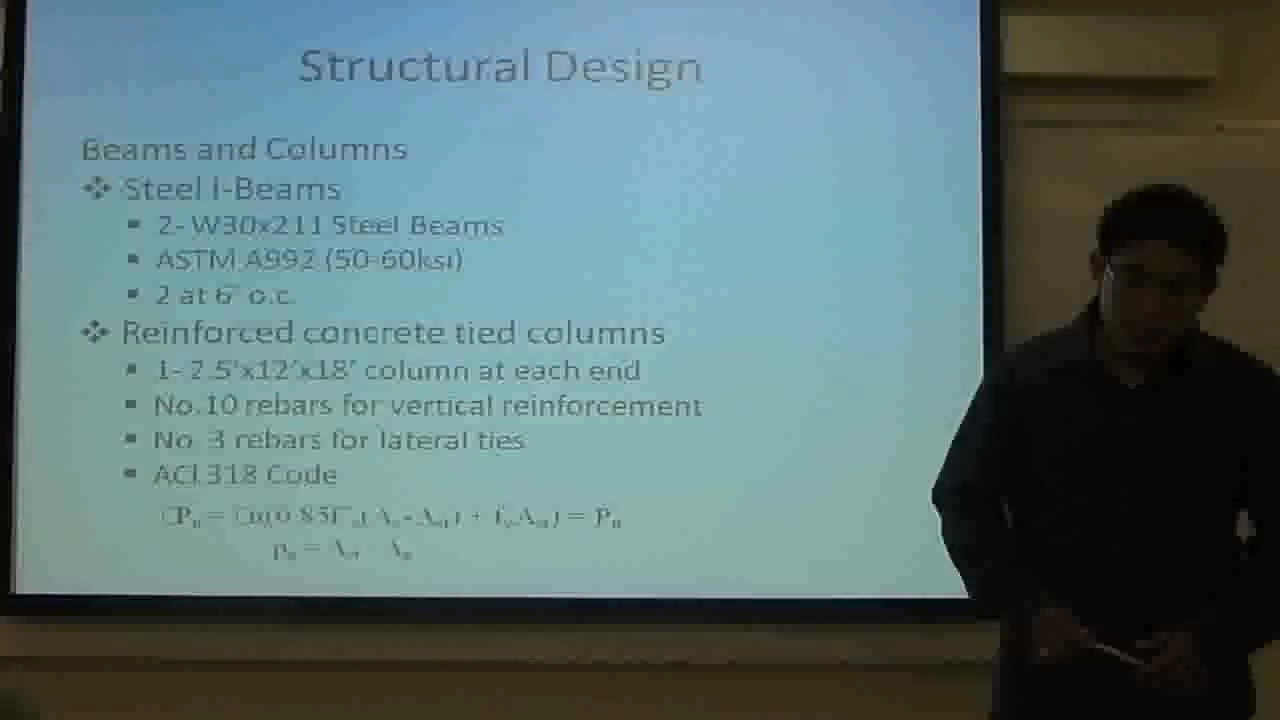 Structural Design
Beams and Columns
❖ Steel I-Beams
▪ 2- W30x211 Steel Beams
▪ ASTM A992 (50-60ksi)
▪ 2 at 6" o.c.
❖ Reinforced concrete tied columns
▪ 1- 2.5'x12'x18' column at each end
▪ No.10 rebars for vertical reinforcement
▪ No. 3 rebars for lateral ties
▪ ACI 318 Code